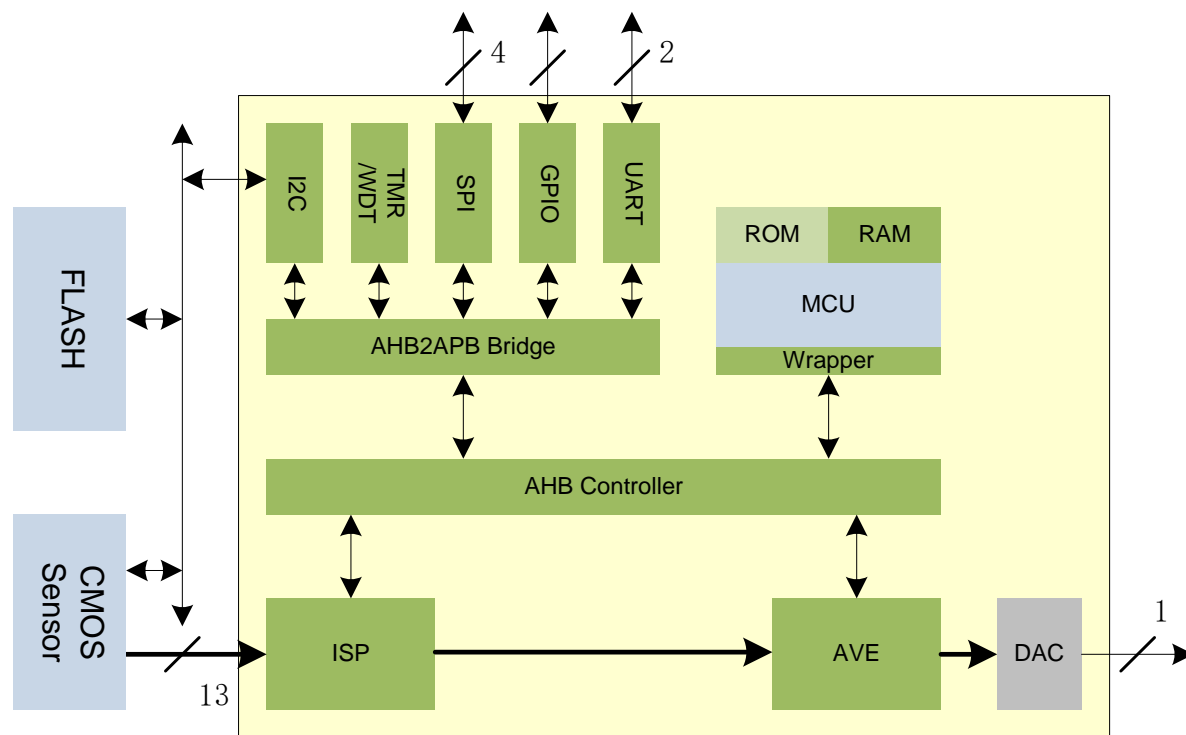 4
2
I2C
TMR
/WDT
SPI
GPIO
UART
ROM
RAM
FLASH
MCU
AHB2APB Bridge
Wrapper
AHB Controller
CMOS
Sensor
ISP
AVE
DAC
1
13